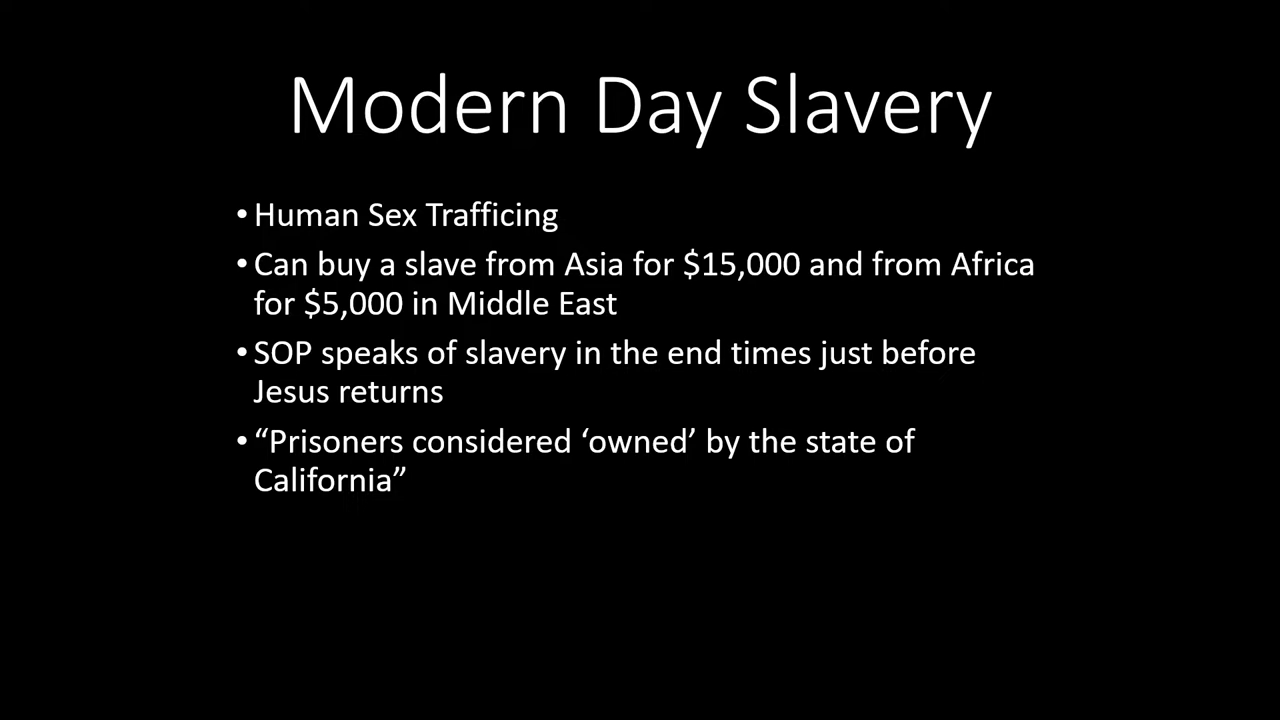 Modern Day Slavery
• Human Sex Trafficing
• Can buy a slave from Asia for $15,000 and from Africa
for $5,000 in Middle East
• SOP speaks of slavery in the end times just before
Jesus returns
• “Prisoners considered ‘owned’ by the state of
California”